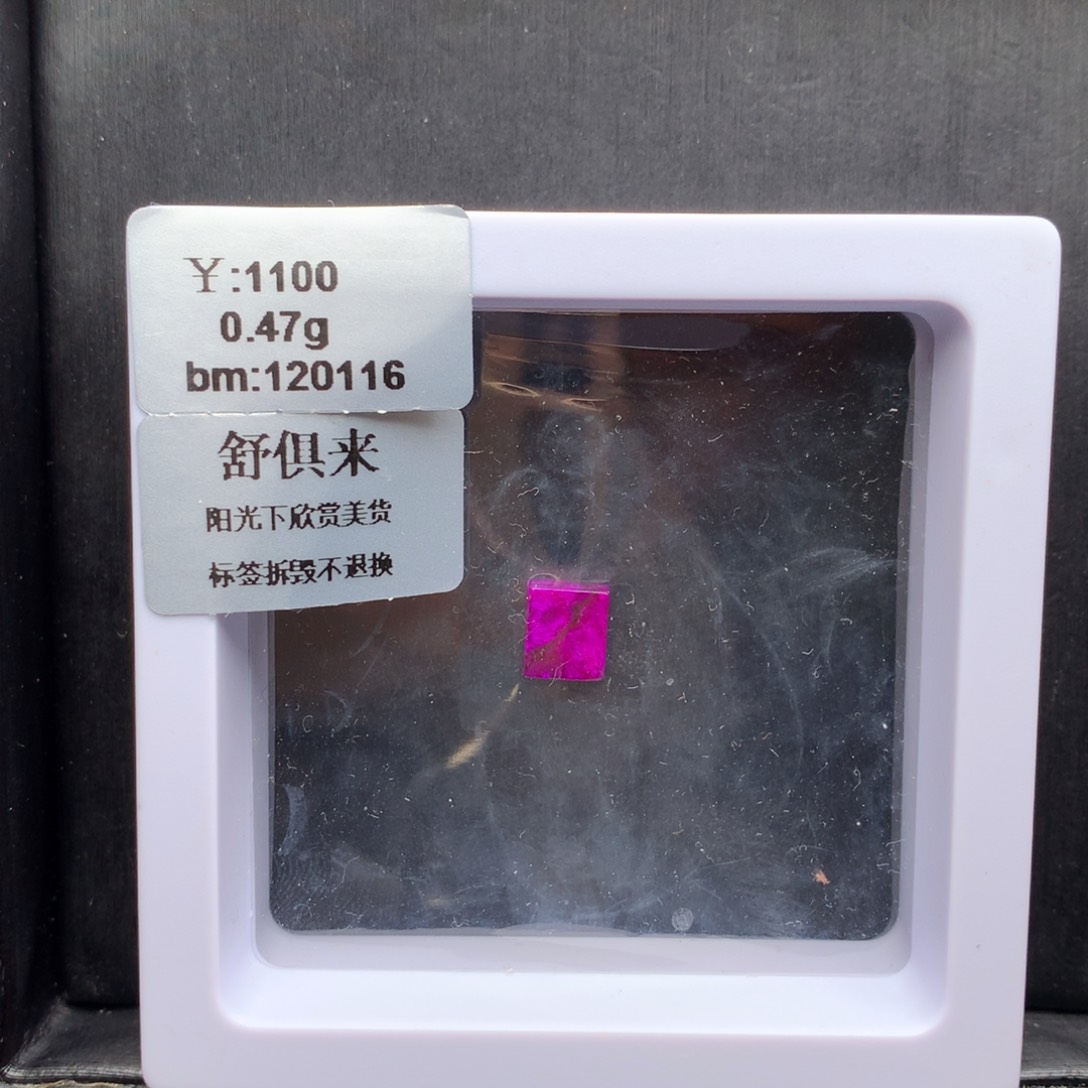 ￥:1100
0.47g
bm:120116
舒俱来
阳光下欣赏美货
标签拆毁不退换